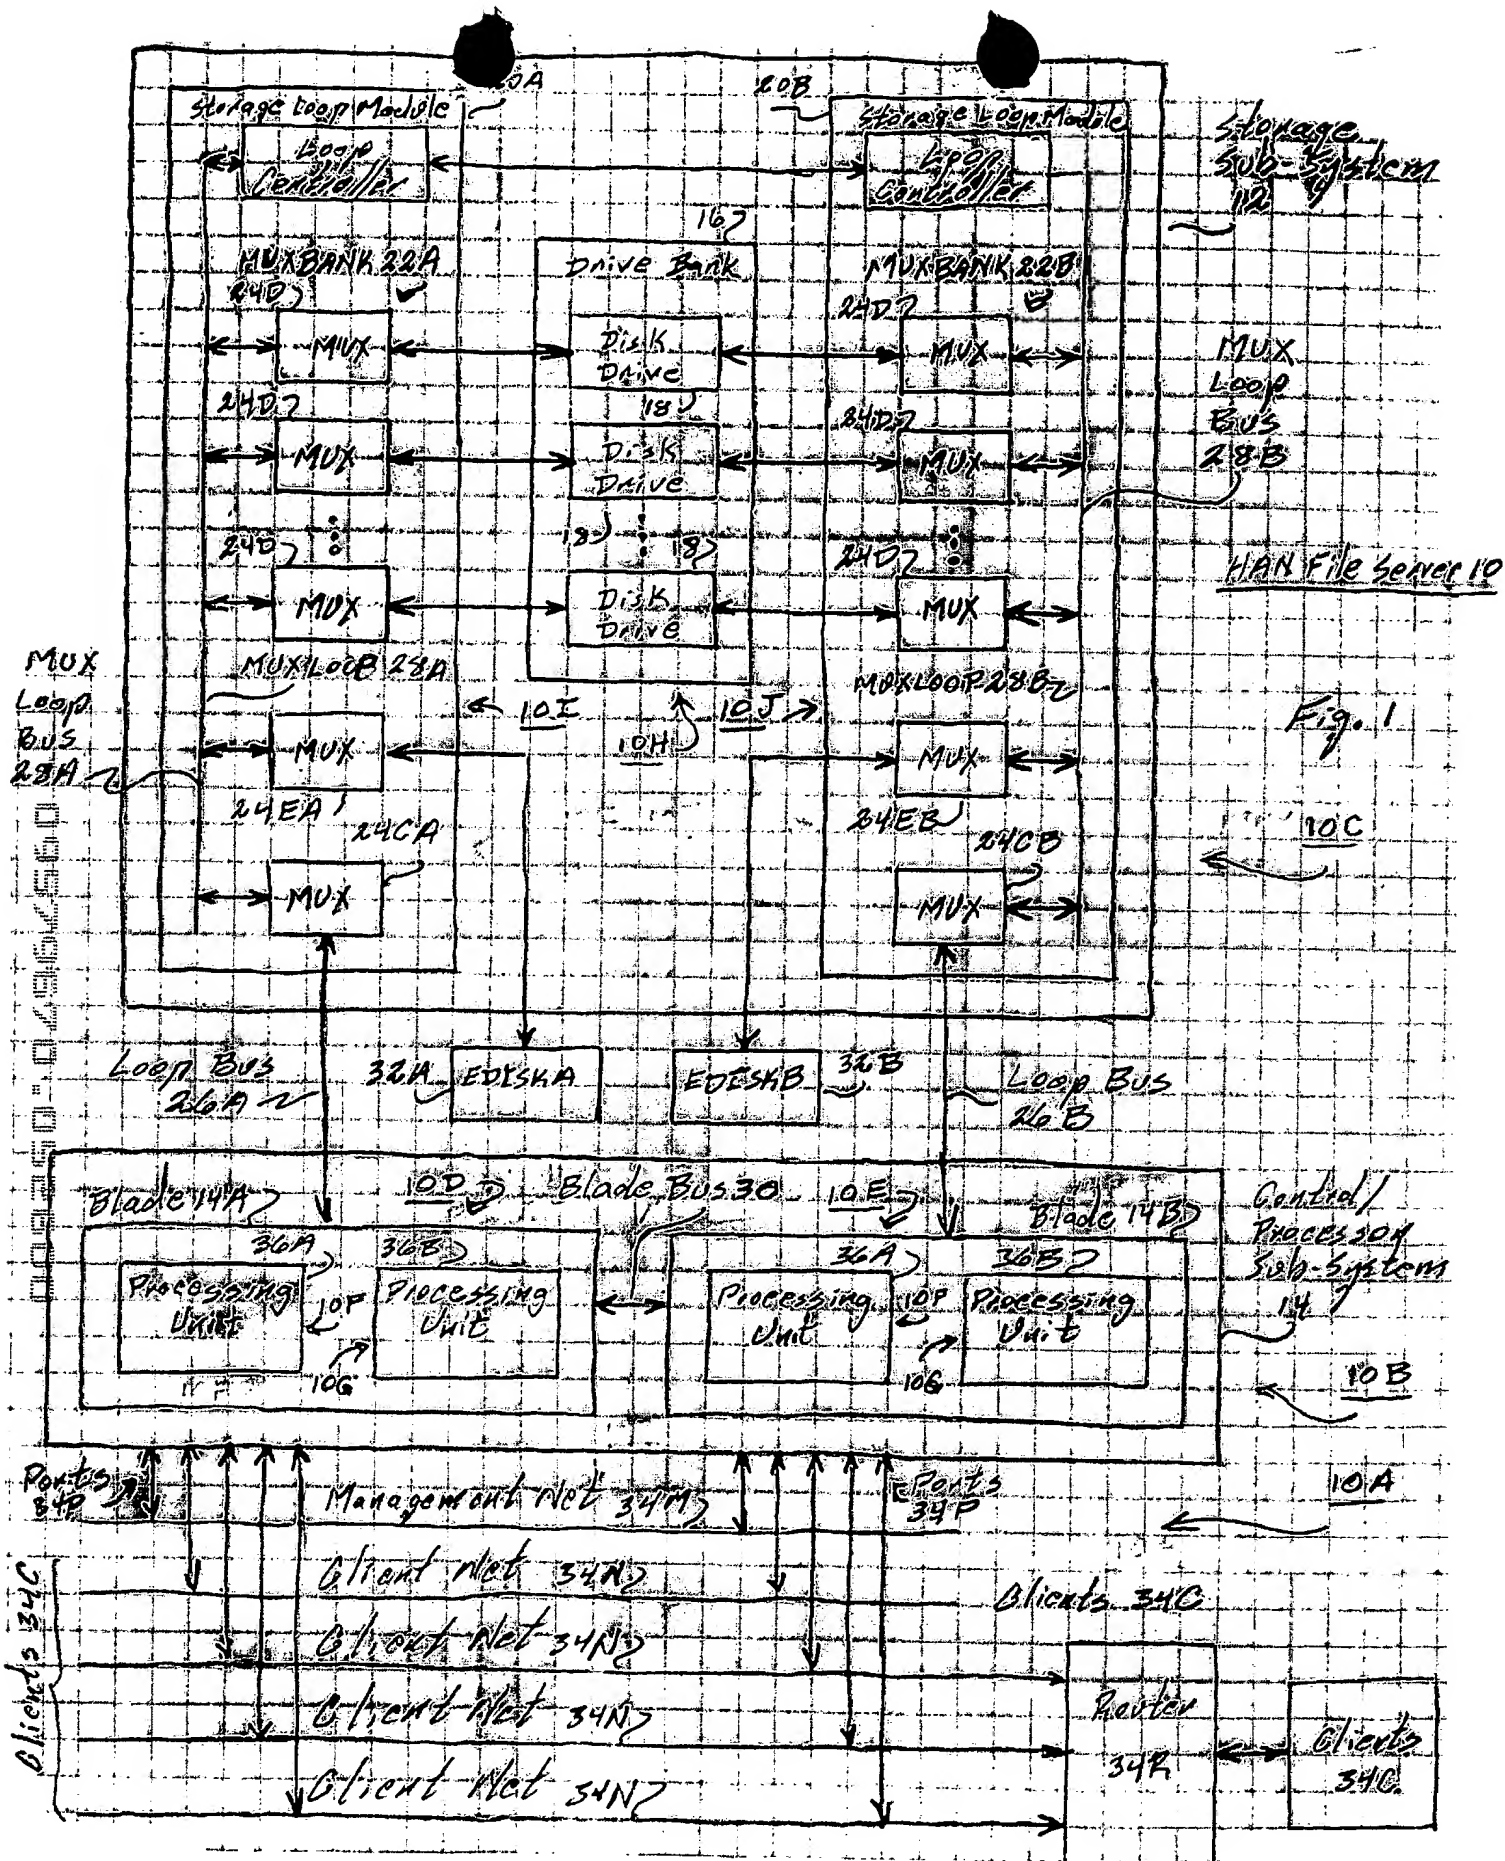 20A
20B
Storage Loop Module
Storage Loop Module
Storage
Sub-System
12
Loop
Controller
Loop
Controller
16
MUXBANK 22A
Drive Bank
MUXBANK 22B
24D
24D
MUX
Disk
Drive
MUX
MUX
Loop
Bus
28B
18
24D
24D
MUX
Disk
Drive
MUX
24D
18
18
24D
HAN File Server 10
MUX
Disk
Drive
MUX
MUX
Loop
Bus
28A
MUXLOOP 28A
MUXLOOP 28B
10I
10J
10H
Fig. 1
MUX
MUX
24EA
24EB
10C
24CA
24CB
MUX
MUX
Loop Bus
26A
32A
EDISKA
EDISKB
32B
Loop Bus
26B
Blade 14A
10D
Blade Bus 30
10E
Blade 14B
Control/
Processor
Sub-System
14
36A
36B
36A
36B
Processing
Unit
10F
Processing
Unit
Processing
Unit
10F
Processing
Unit
10G
10G
10B
Ports
34P
Management Net 34M
Ports
34P
10A
Clients 34C
Client Net 34N
Clients 34C
Client Net 34N
Client Net 34N
Client Net 34N
Router
34R
Clients
34C